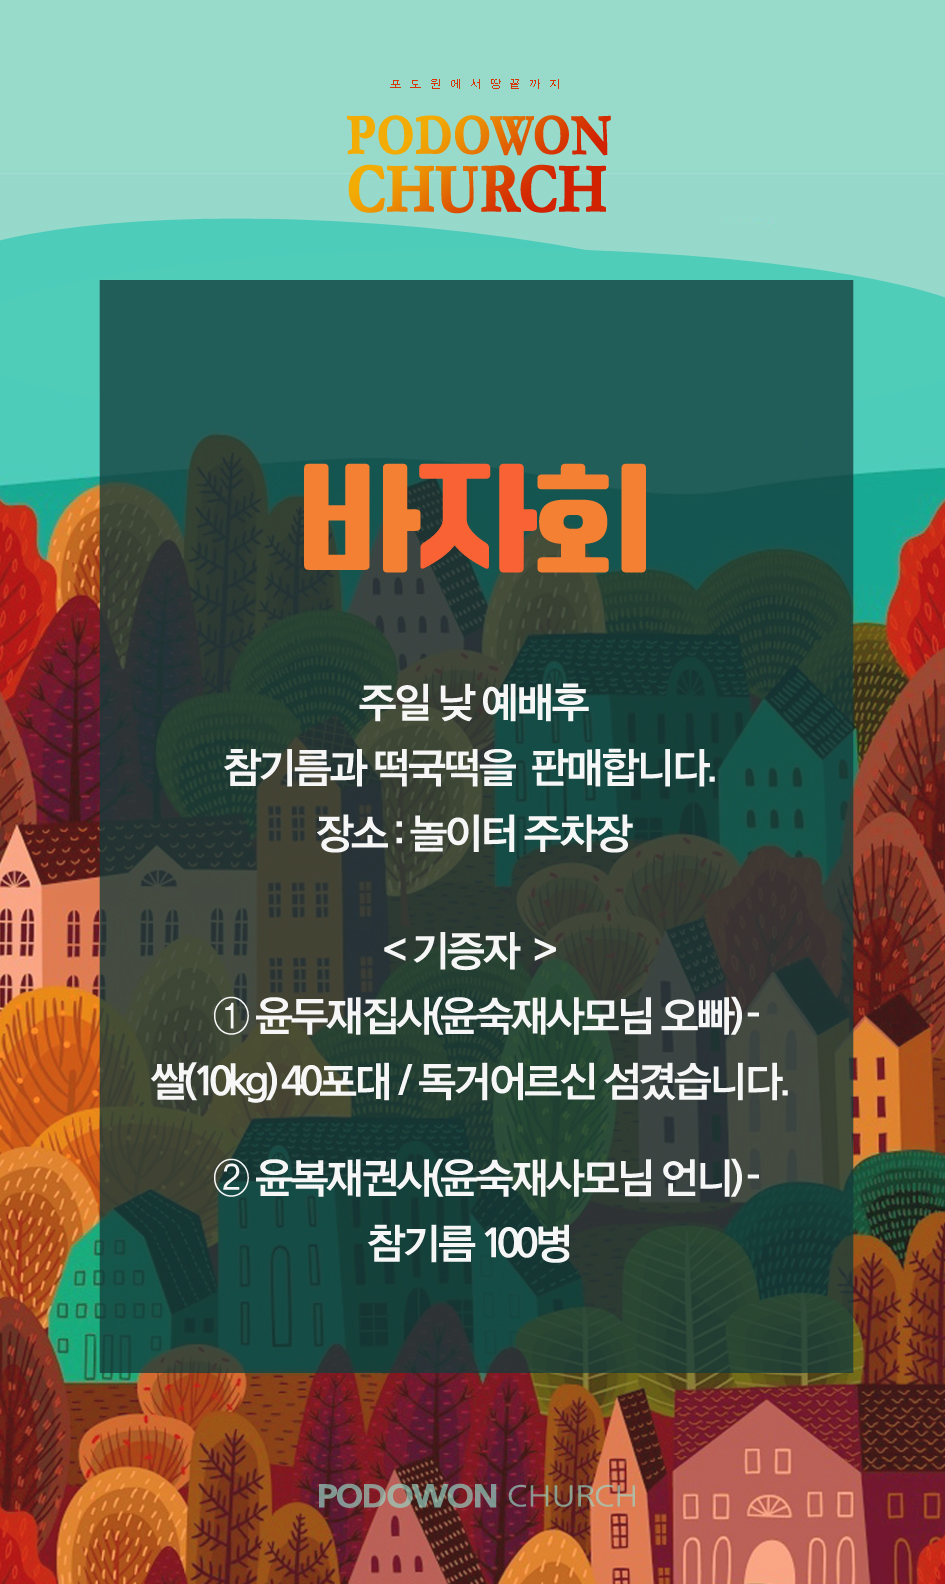 포도원에서땅끝까지
PODOWON
CHURCH
바자회
주일 낮 예배후
참기름과 떡국떡을 판매합니다.
장소 : 놀이터 주차장
< 기증자 >
① 윤두재집사(윤숙재사모님 오빠) -
쌀(10kg) 40포대 / 독거어르신 섬겼습니다.
② 윤복재권사(윤숙재사모님 언니) -
참기름 100병
PODOWON CHURCH